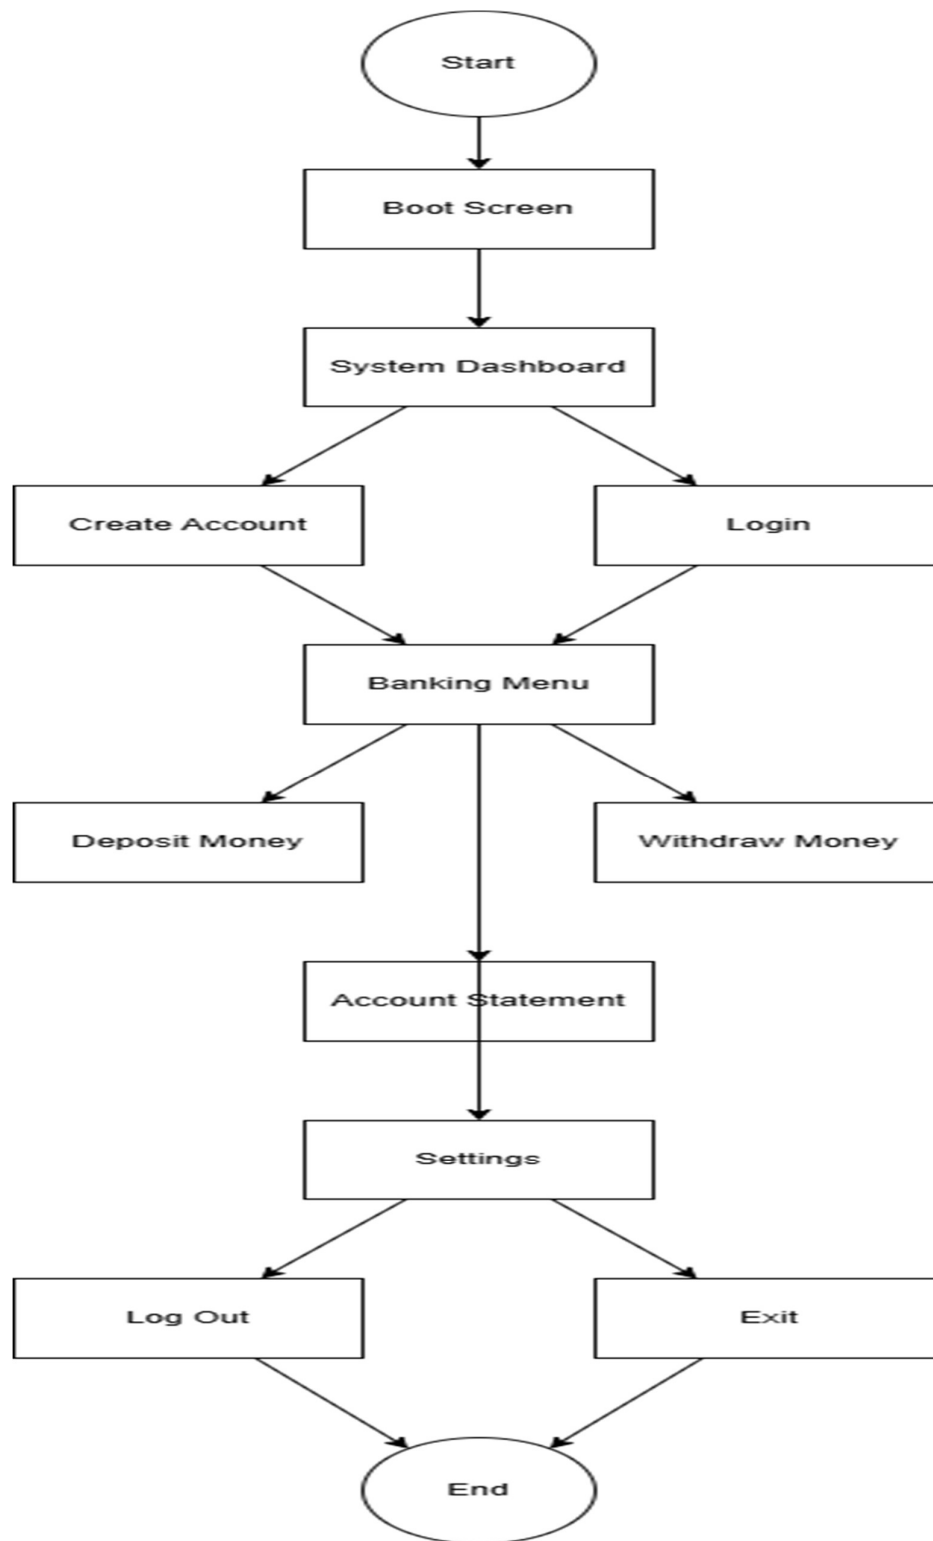 Start
Boot Screen
System Dashboard
Create Account
Login
Banking Menu
Deposit Money
Withdraw Money
Account Statement
Settings
Log Out
Exit
End